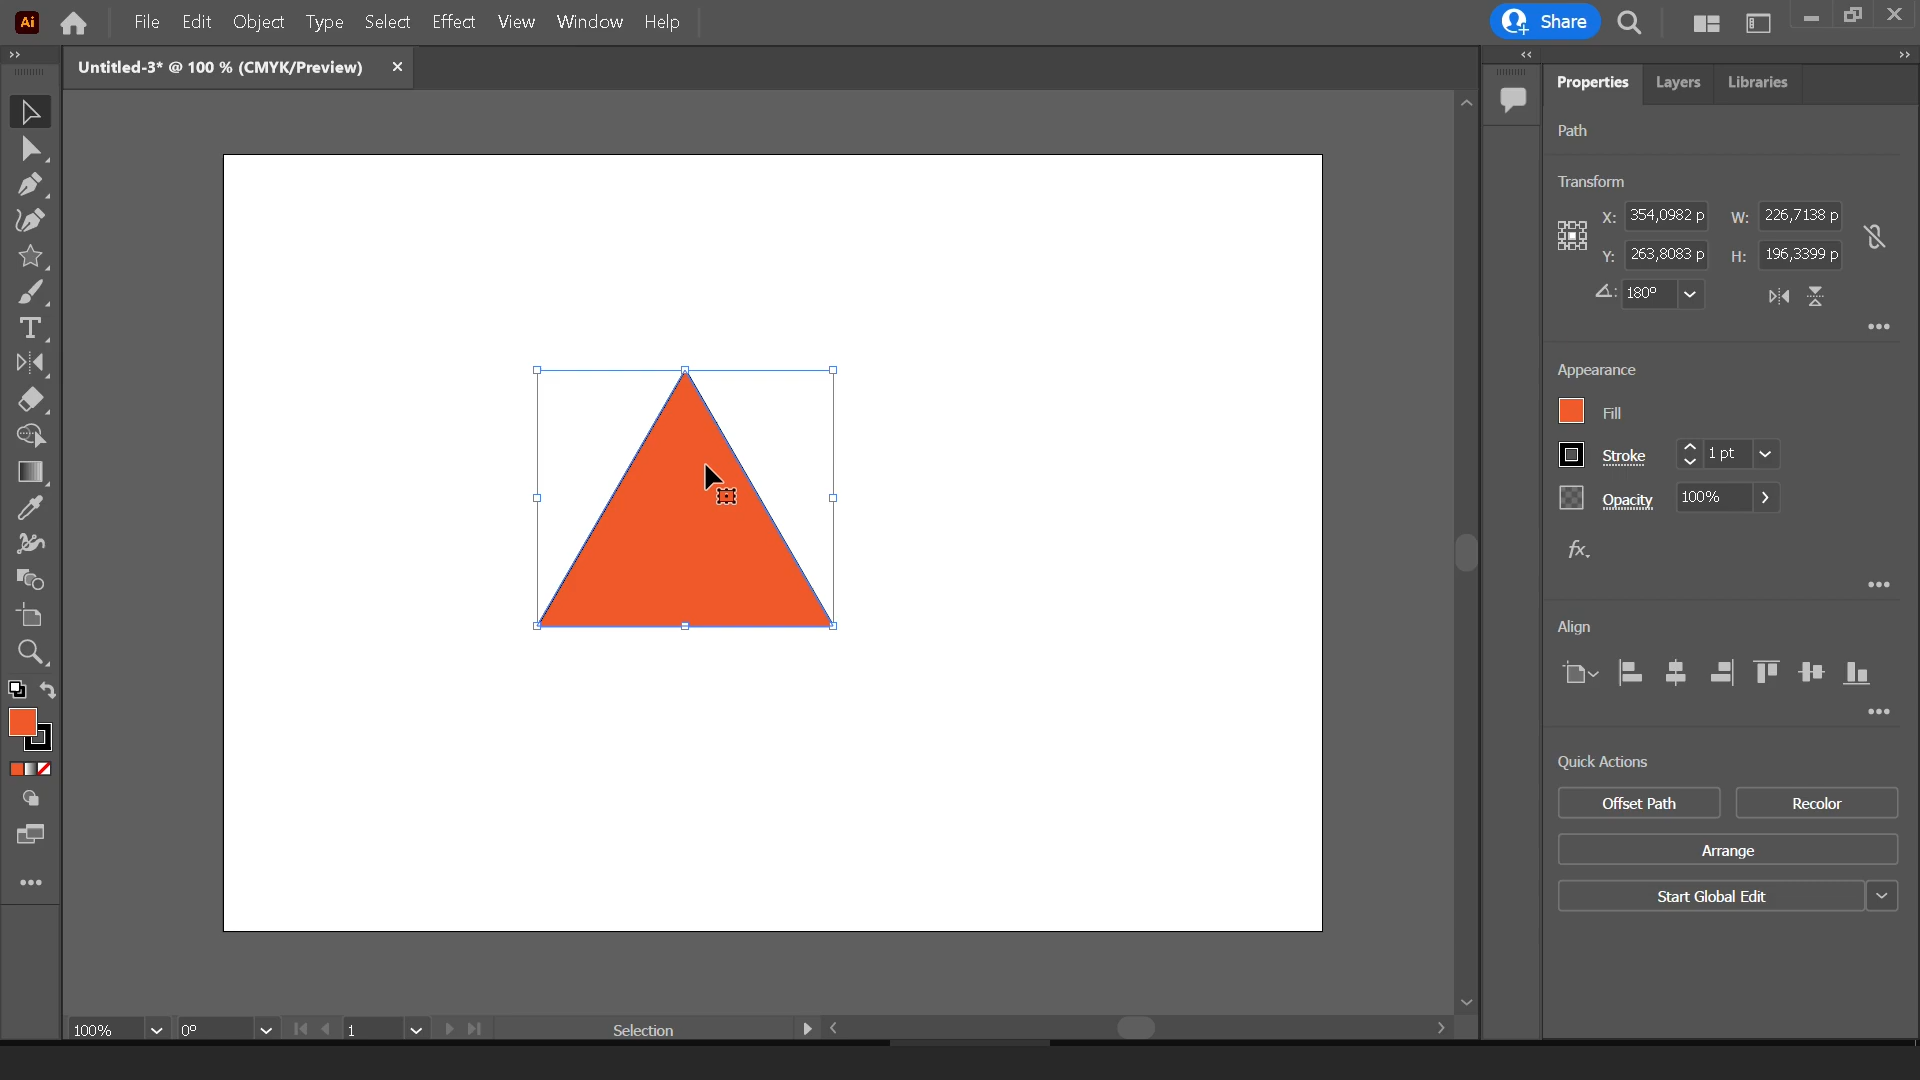 Ai File Edit Object Type Select Effect View Window Help Share
Untitled-3* @ 100 % (CMYK/Preview)
Properties Layers Libraries
Path
Transform
X: 354,0982 p W: 226,7138 p
Y: 263,8083 p H: 196,3399 p
180°
Appearance
Fill
Stroke 1 pt
Opacity 100%
fx.
Align
Quick Actions
Offset Path Recolor
Arrange
Start Global Edit
100% 0° 1 Selection